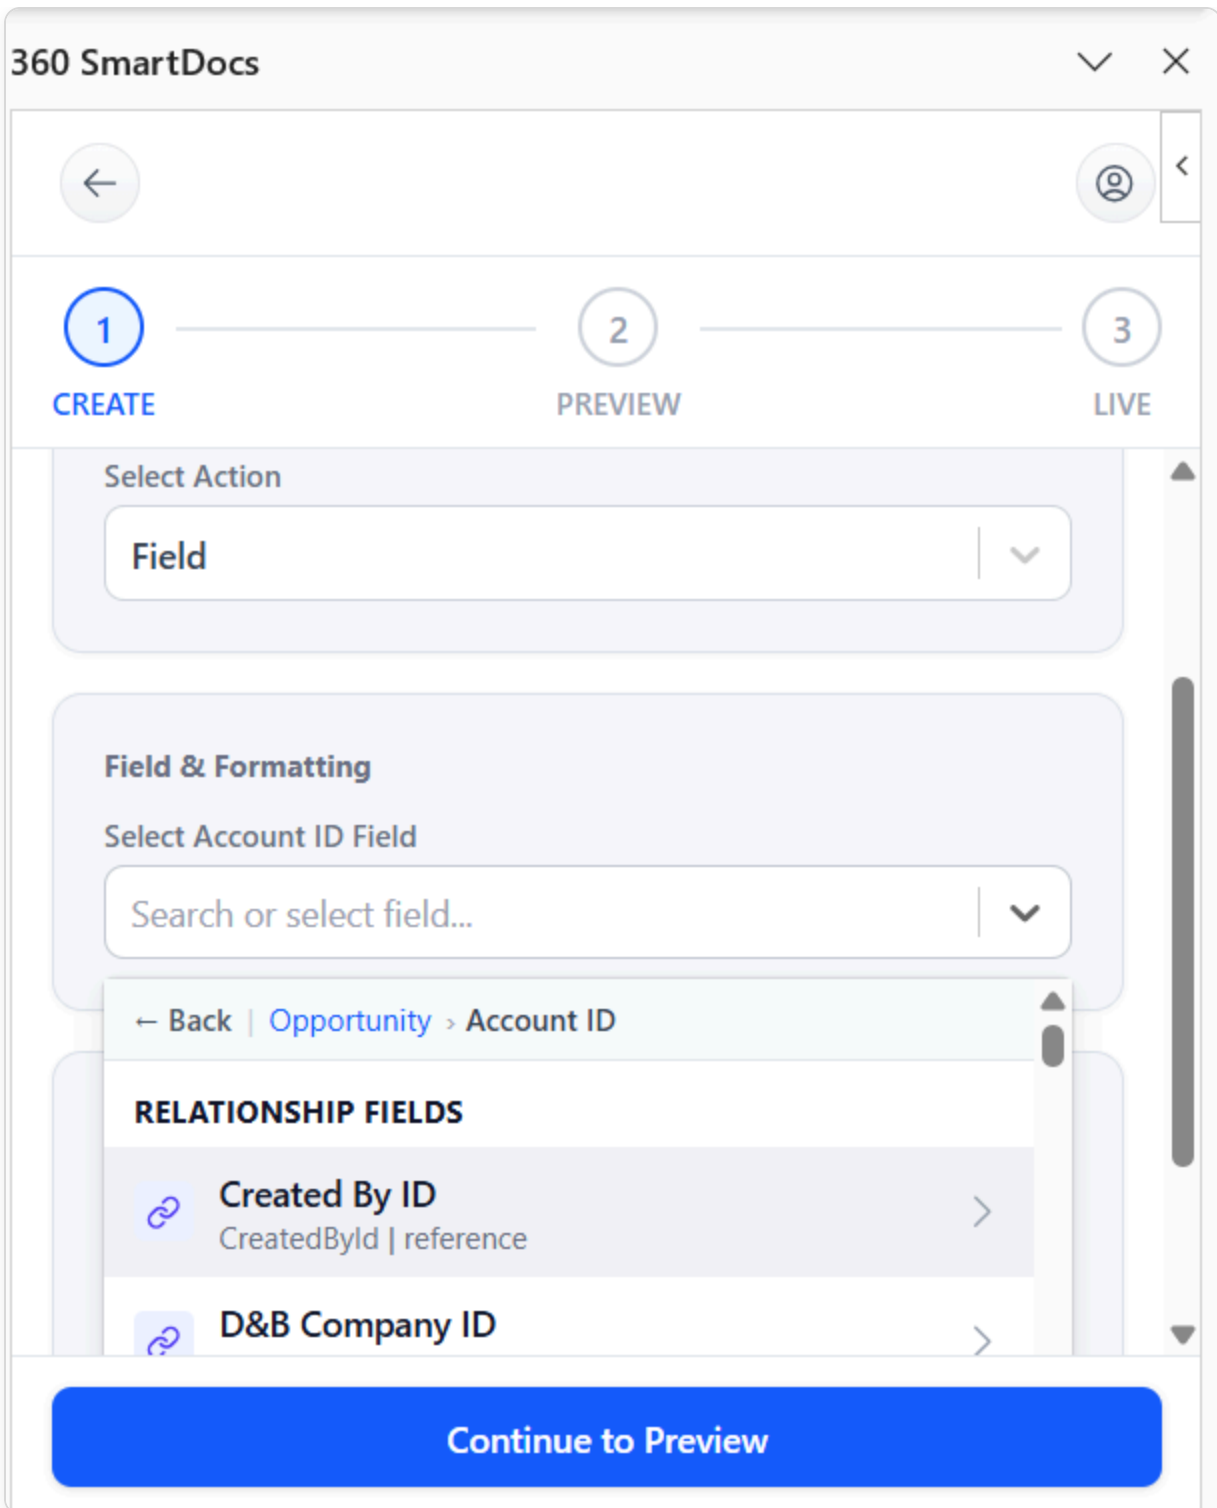 360 SmartDocs
1
2
3
CREATE
PREVIEW
LIVE
Select Action
Field
Field & Formatting
Select Account ID Field
Search or select field...
← Back | Opportunity › Account ID
RELATIONSHIP FIELDS
Created By ID
CreatedById | reference
D&B Company ID
Continue to Preview